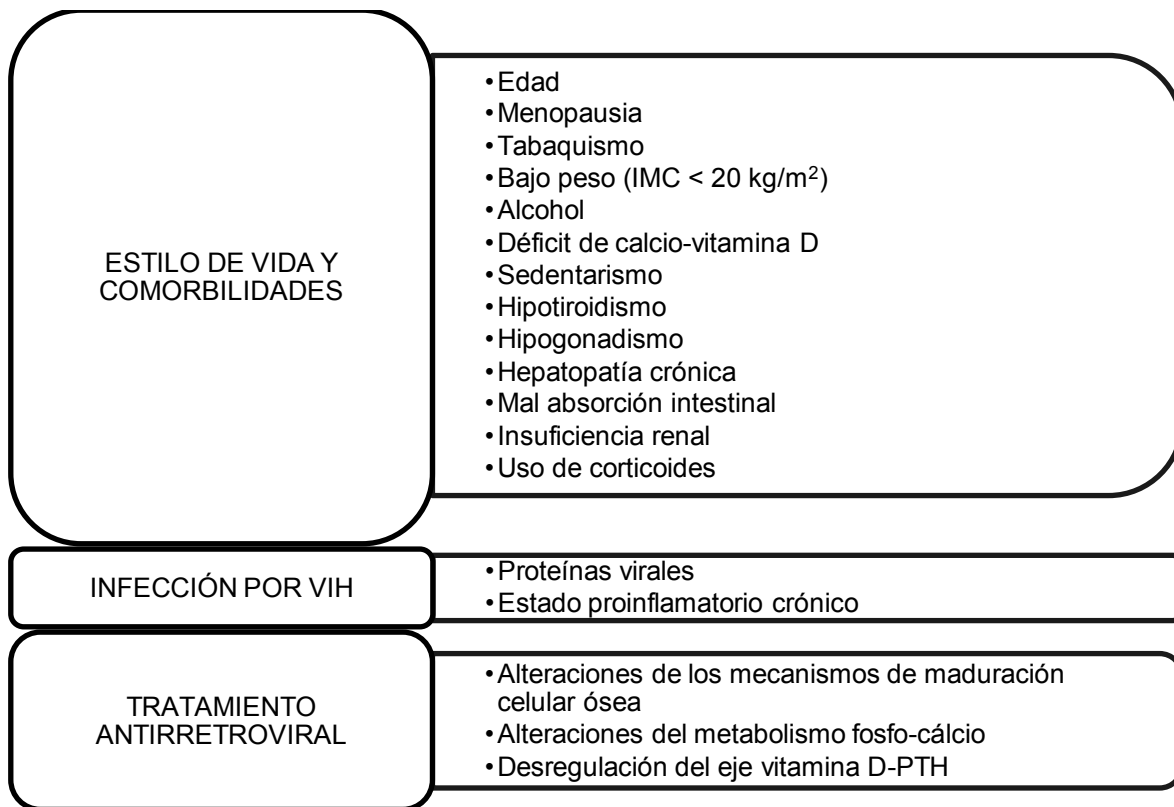 ESTILO DE VIDA Y
COMORBILIDADES
•Edad
•Menopausia
•Tabaquismo
•Bajo peso (IMC < 20 kg/m²)
•Alcohol
•Déficit de calcio-vitamina D
•Sedentarismo
•Hipotiroidismo
•Hipogonadismo
•Hepatopatía crónica
•Mal absorción intestinal
•Insuficiencia renal
•Uso de corticoides
INFECCIÓN POR VIH
•Proteínas virales
•Estado proinflamatorio crónico
TRATAMIENTO
ANTIRRETROVIRAL
•Alteraciones de los mecanismos de maduración
celular ósea
•Alteraciones del metabolismo fosfo-cálcio
•Desregulación del eje vitamina D-PTH